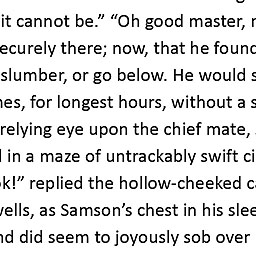 it cannot be.” “Oh good master,
ecurely there; now, that he found
slumber, or go below. He would s
es, for longest hours, without a s
relying eye upon the chief mate,
in a maze of untrackably swift ci
k!” replied the hollow-cheeked ca
ells, as Samson’s chest in his slee
nd did seem to joyously sob over